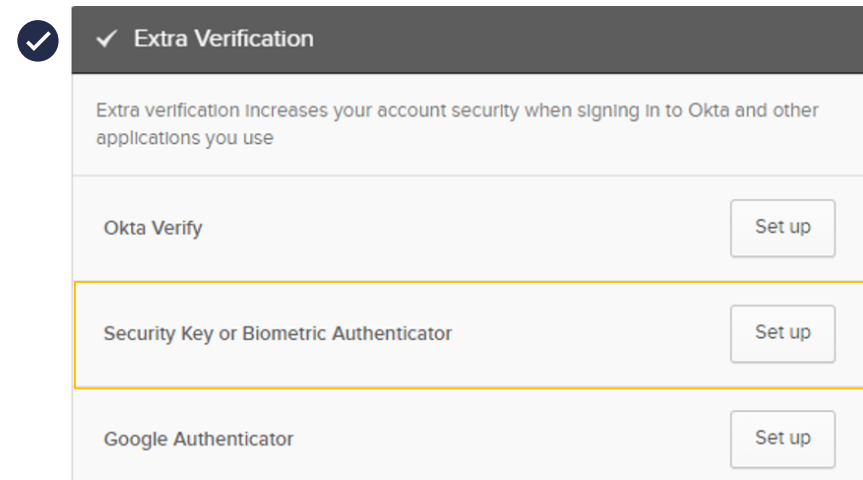 Extra Verification
Extra verification increases your account security when signing in to Okta and other
applications you use
Okta Verify
Set up
Security Key or Biometric Authenticator
Set up
Google Authenticator
Set up